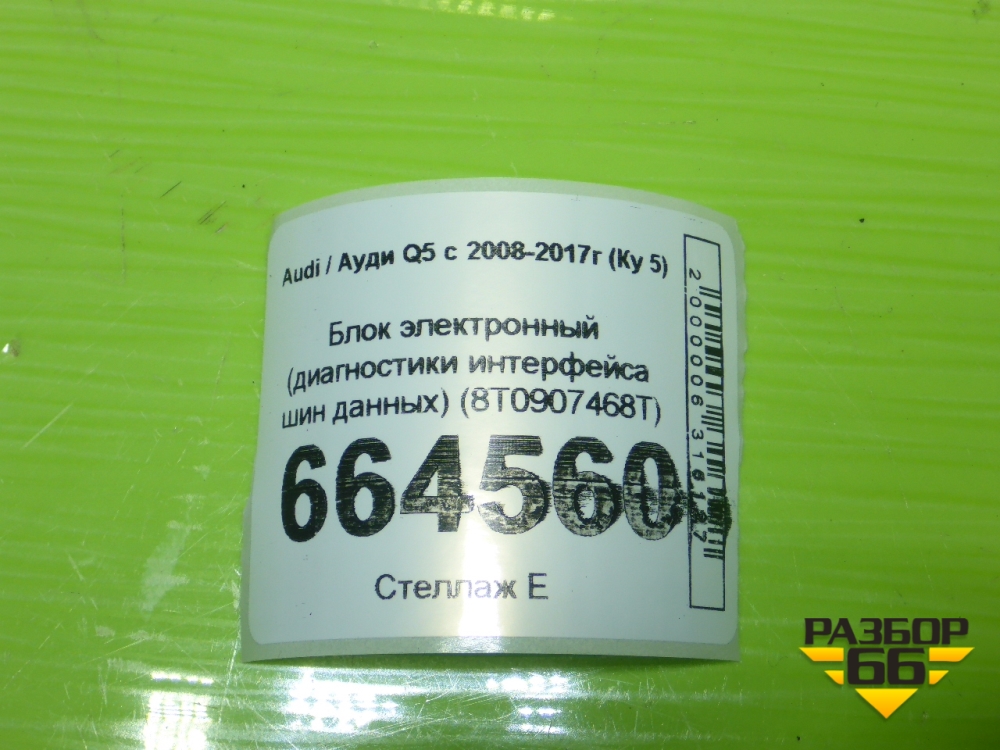 Audi / Ауди Q5 с 2008-2017г (Ку 5)
Блок электронный
(диагностики интерфейса
шин данных) (8T0907468T)
664560
Стеллаж Е
РАЗБОР
66